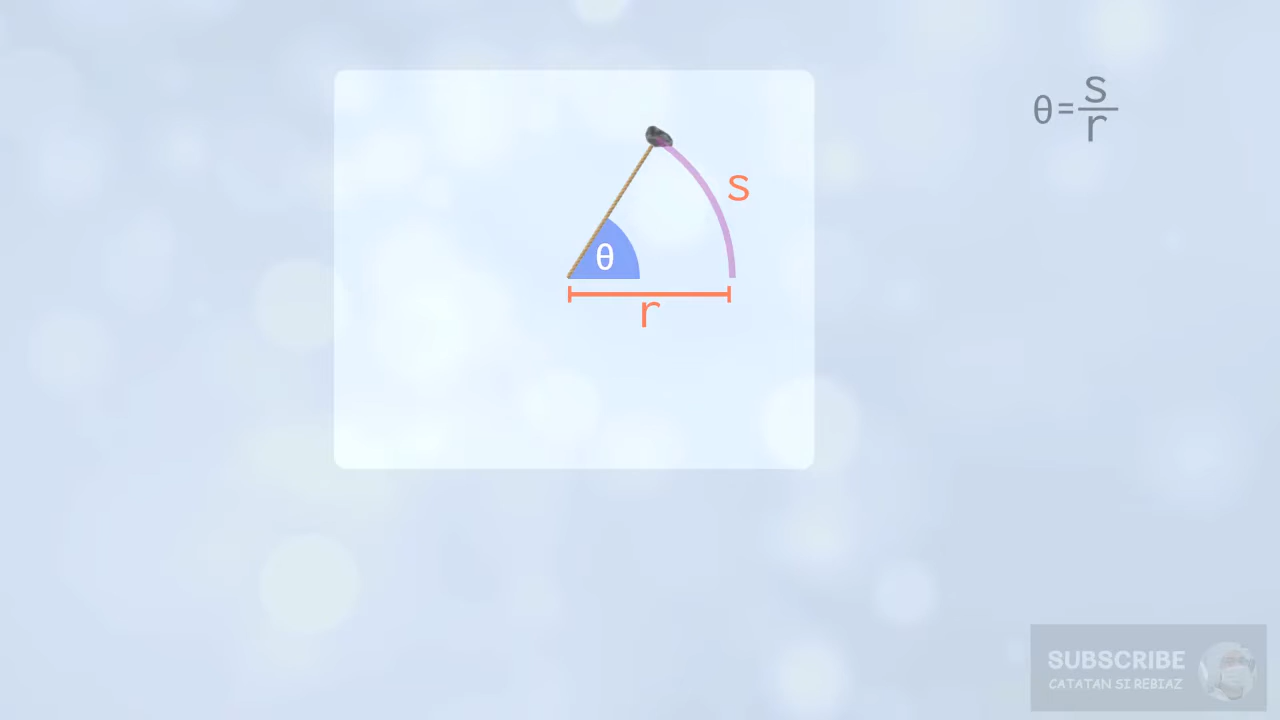 θ=s/r
s
θ
r
SUBSCRIBE
CATATAN SI REBIAZ